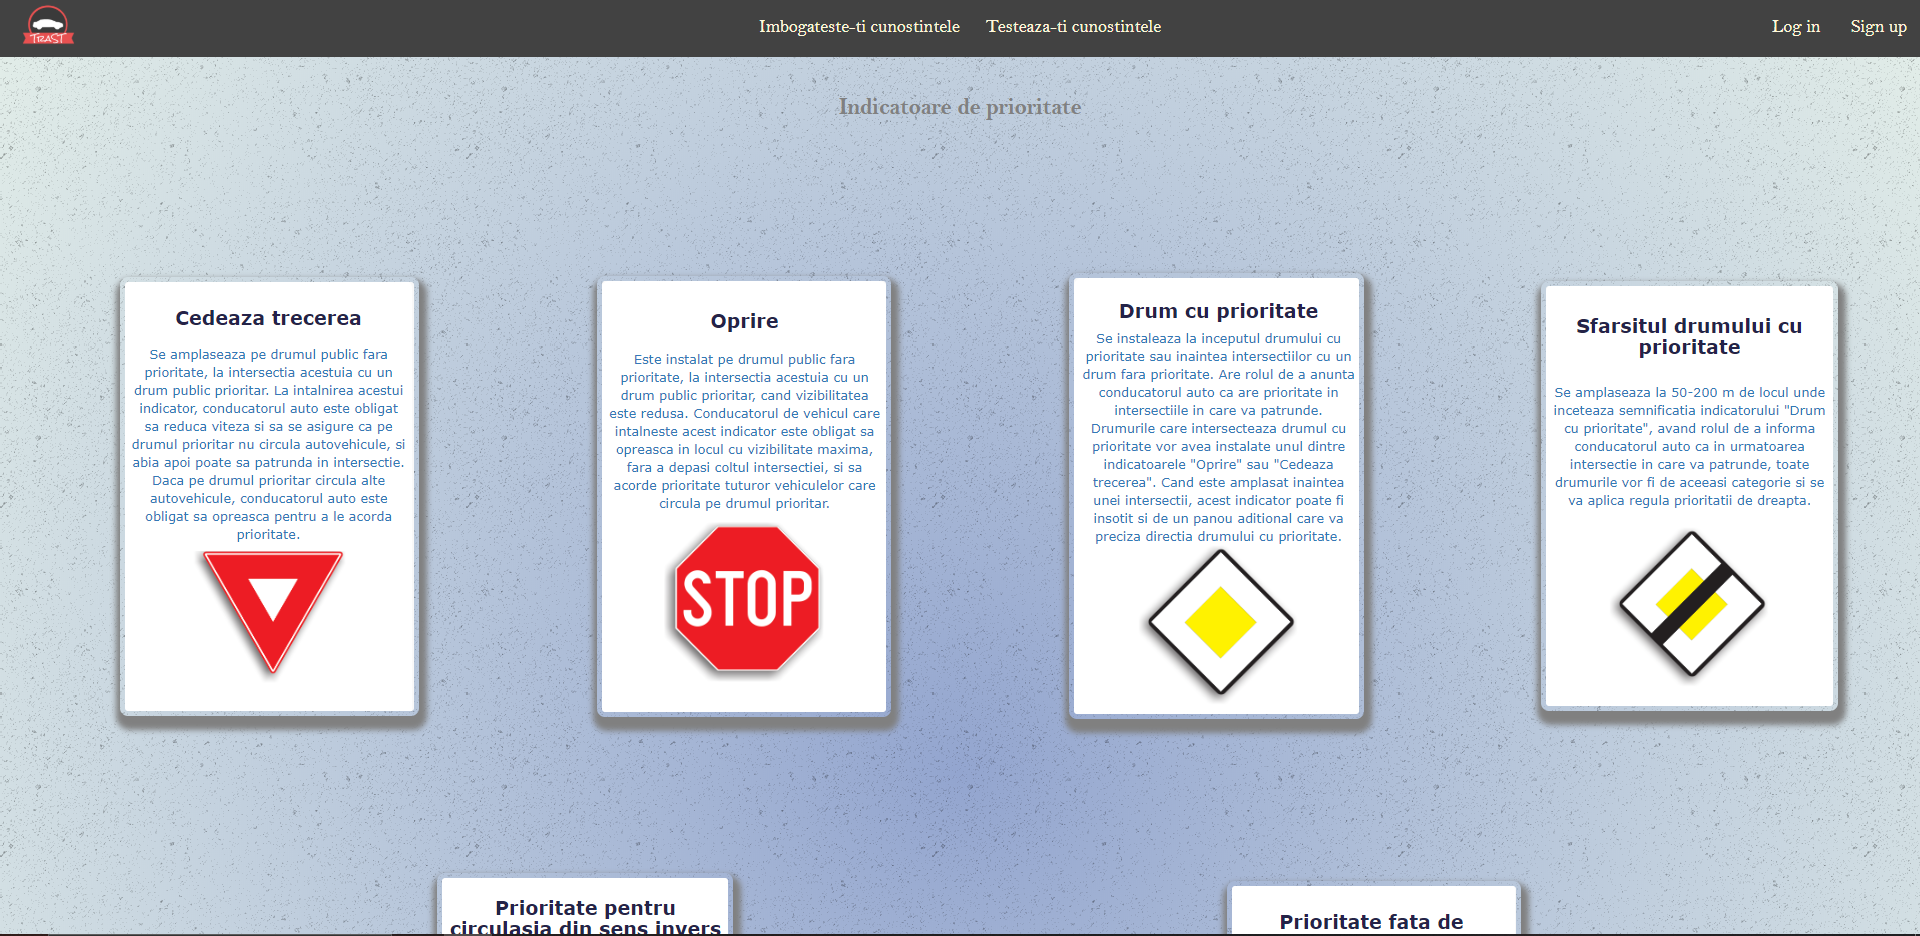 TRAST
Imbogateste-ti cunostintele
Testeaza-ti cunostintele
Log in
Sign up
Indicatoare de prioritate
Cedeaza trecerea
Se amplaseaza pe drumul public fara
prioritate, la intersectia acestuia cu un
drum public prioritar. La intalnirea acestui
indicator, conducatorul auto este obligat
sa reduca viteza si sa se asigure ca pe
drumul prioritar nu circula autovehicule, si
abia apoi poate sa patrunda in intersectie.
Daca pe drumul prioritar circula alte
autovehicule, conducatorul auto este
obligat sa opreasca pentru a le acorda
prioritate.
Oprire
Este instalat pe drumul public fara
prioritate, la intersectia acestuia cu un
drum public prioritar, cand vizibilitatea
este redusa. Conducatorul de vehicul care
intalneste acest indicator este obligat sa
opreasca in locul cu vizibilitate maxima,
fara a depasi coltul intersectiei, si sa
acorde prioritate tuturor vehiculelor care
circula pe drumul prioritar.
STOP
Drum cu prioritate
Se instaleaza la inceputul drumului cu
prioritate sau inaintea intersectiilor cu un
drum fara prioritate. Are rolul de a anunta
conducatorul auto ca are prioritate in
intersectiile in care va patrunde.
Drumurile care intersecteaza drumul cu
prioritate vor avea instalate unul dintre
indicatoarele "Oprire" sau "Cedeaza
trecerea". Cand este amplasat inaintea
unei intersectii, acest indicator poate fi
insotit si de un panou aditional care va
preciza directia drumului cu prioritate.
Sfarsitul drumului cu
prioritate
Se amplaseaza la 50-200 m de locul unde
inceteaza semnificatia indicatorului "Drum
cu prioritate", avand rolul de a informa
conducatorul auto ca in urmatoarea
intersectie in care va patrunde, toate
drumurile vor fi de aceeasi categorie si se
va aplica regula prioritatii de dreapta.
Prioritate pentru
circulasia din sens invers
Prioritate fata de